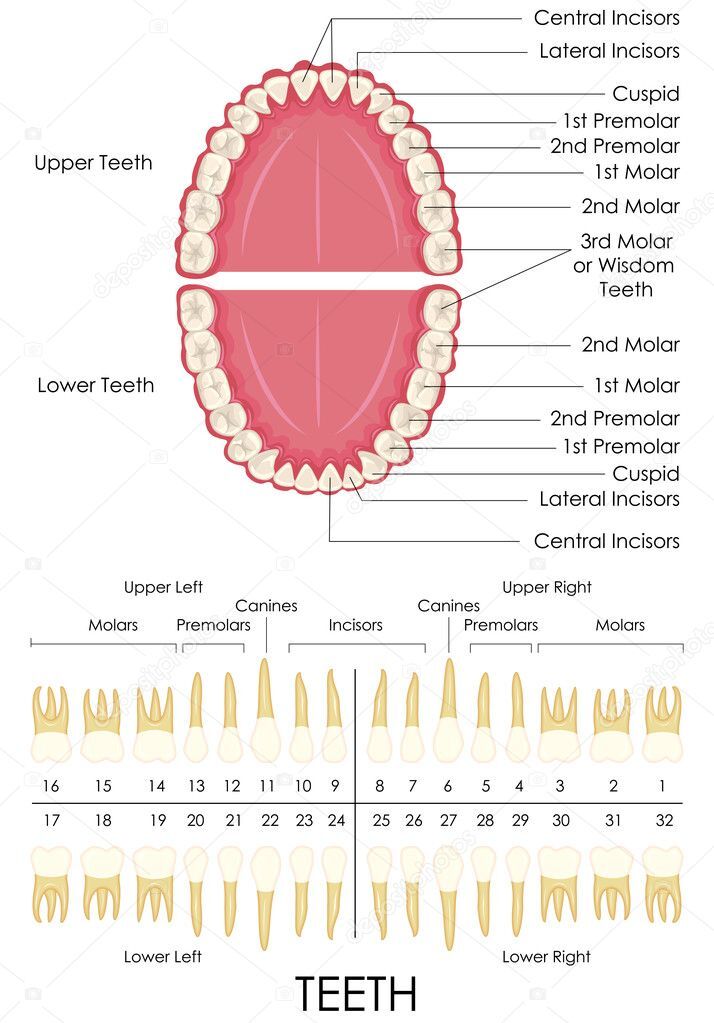 Central Incisors
Lateral Incisors
Cuspid
1st Premolar
2nd Premolar
1st Molar
2nd Molar
3rd Molar
or Wisdom
Teeth
Upper Teeth
Lower Teeth
2nd Molar
1st Molar
2nd Premolar
1st Premolar
Cuspid
Lateral Incisors
Central Incisors
Upper Left Upper Right
Canines Canines
Molars Premolars Incisors Premolars Molars
16 15 14 13 12 11 10 9 8 7 6 5 4 3 2 1
17 18 19 20 21 22 23 24 25 26 27 28 29 30 31 32
Lower Left Lower Right
TEETH
depositphotos